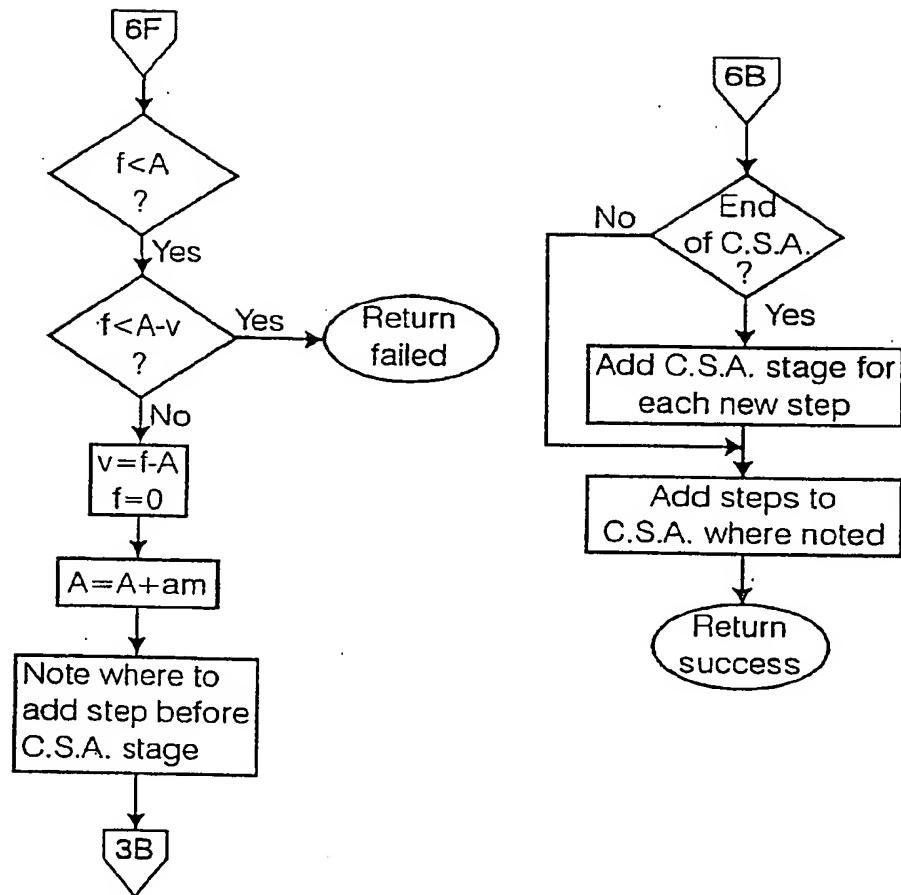 6F
f<A
?
Yes
f<A-v
?
Yes
Return
failed
No
v=f-A
f=0
A=A+am
Note where to
add step before
C.S.A. stage
3B
6B
No
End
of C.S.A.
?
Yes
Add C.S.A. stage for
each new step
Add steps to
C.S.A. where noted
Return
success